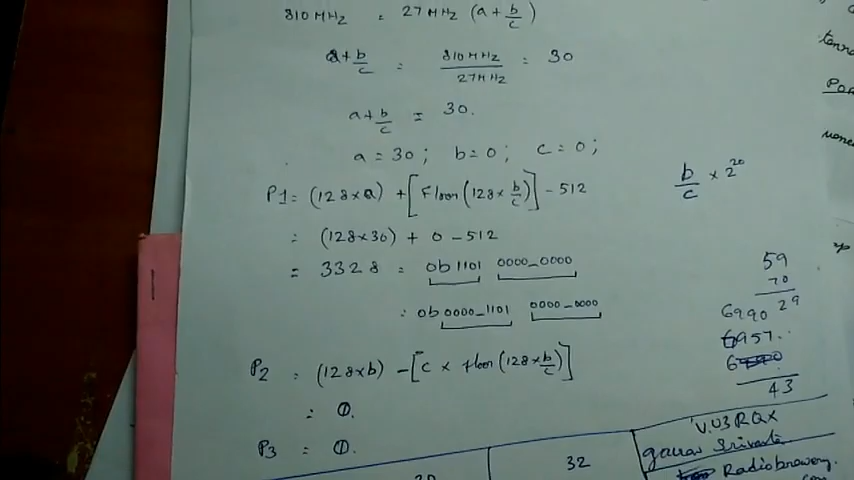 810 MHz = 27 MHz (a + b/c)
a + b/c = 810 MHz / 27 MHz = 30
a + b/c = 30.
a = 30 ; b = 0 ; c = 0 ;
P1 = (128 × a) + [Floor (128 × b/c)] - 512
= (128 × 30) + 0 - 512
= 3328 = 0b 1101 0000_0000
: 0b 0000_1101 0000_0000
P2 = (128 × b) - [c × floor (128 × b/c)]
: 0.
P3 = 0.
b/c × 2^20
59
70
6990 29
6957..
43
VU3RQX
32
Radiobrowery.